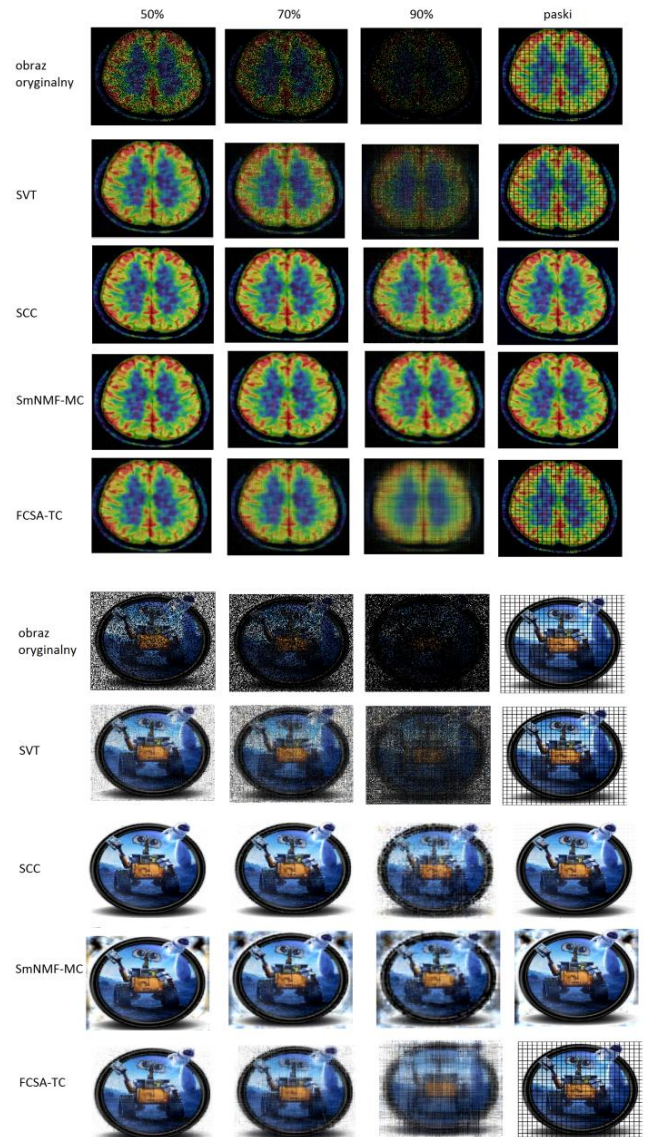 50% 70% 90% paski
obraz
oryginalny
SVT
SCC
SmNMF-MC
FCSA-TC
obraz
oryginalny
SVT
SCC
SmNMF-MC
FCSA-TC